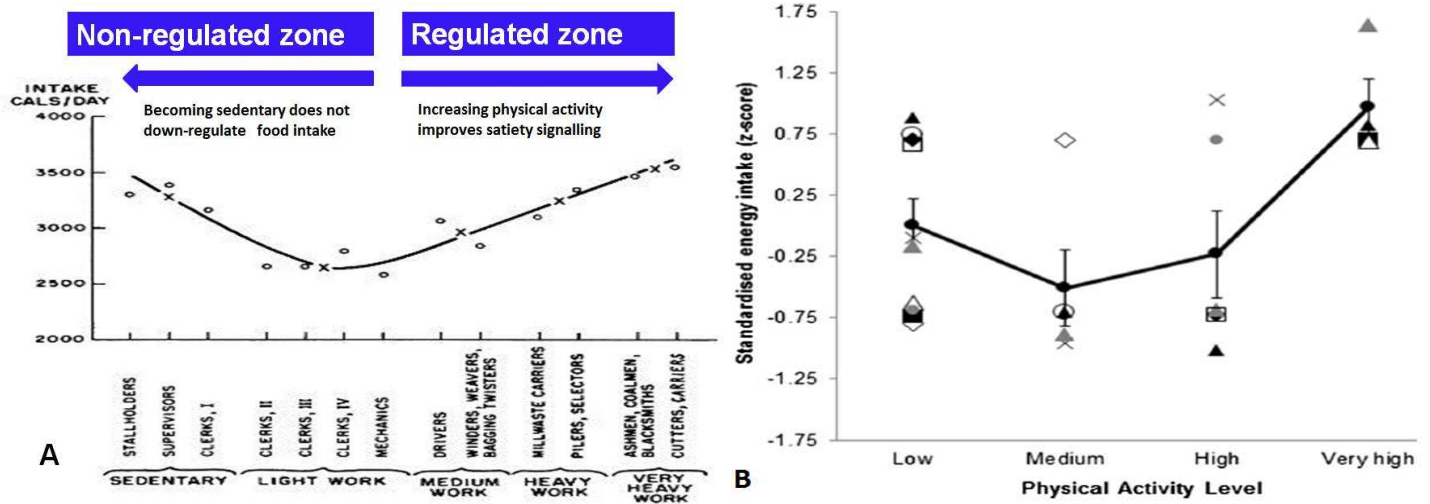 Non-regulated zone
Regulated zone
Becoming sedentary does not
down-regulate food intake
Increasing physical activity
improves satiety signalling
INTAKE
CALS/DAY
4000
3500
3000
2500
2000
STALLHOLDERS
SUPERVISORS
CLERKS, I
CLERKS, II
CLERKS, III
CLERKS, IV
MECHANICS
DRIVERS
WINDERS, WEAVERS,
BAGGING TWISTERS
MILLWASTE CARRIERS
PILERS, SELECTORS
ASHMEN, COALMEN,
BLACKSMITHS
CUTTERS, CARRIERS
SEDENTARY
LIGHT WORK
MEDIUM
WORK
HEAVY
WORK
VERY
HEAVY
WORK
A
Standardised energy intake (z-score)
1.75
1.25
0.75
0.25
-0.25
-0.75
-1.25
-1.75
Low
Medium
High
Very high
Physical Activity Level
B